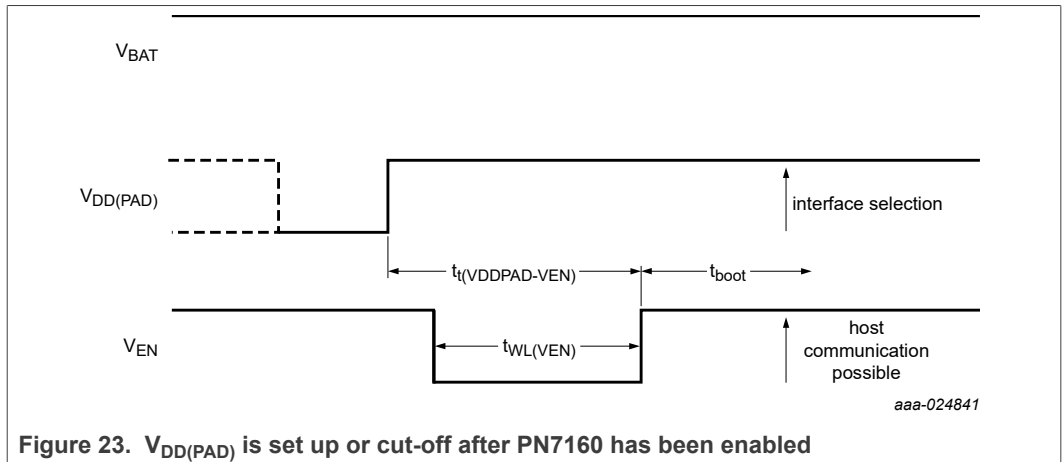 VBAT
VDD(PAD)
interface selection
tt(VDDPAD-VEN)
tboot
VEN
tWL(VEN)
host
communication
possible
aaa-024841
Figure 23. VDD(PAD) is set up or cut-off after PN7160 has been enabled